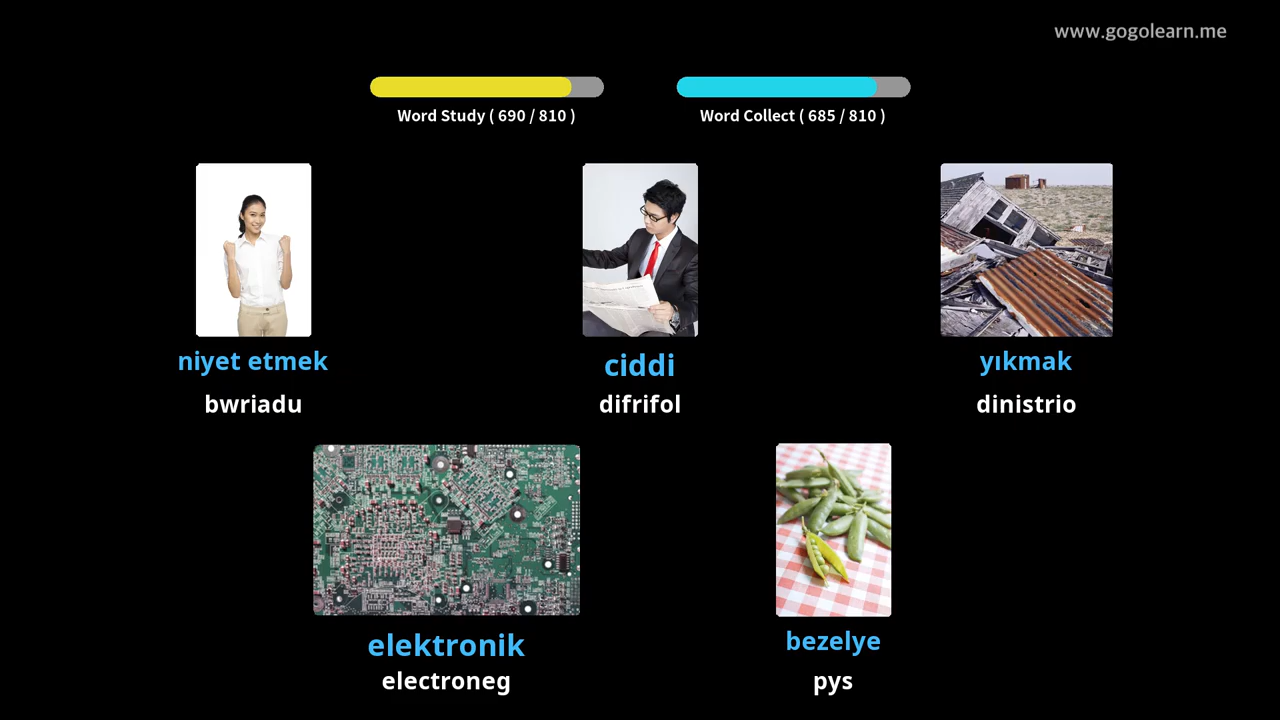 www.gogolearn.me
Word Study ( 690 / 810 )
Word Collect ( 685 / 810 )
niyet etmek
bwriadu
ciddi
difrifol
yıkmak
dinistrio
elektronik
electroneg
bezelye
pys